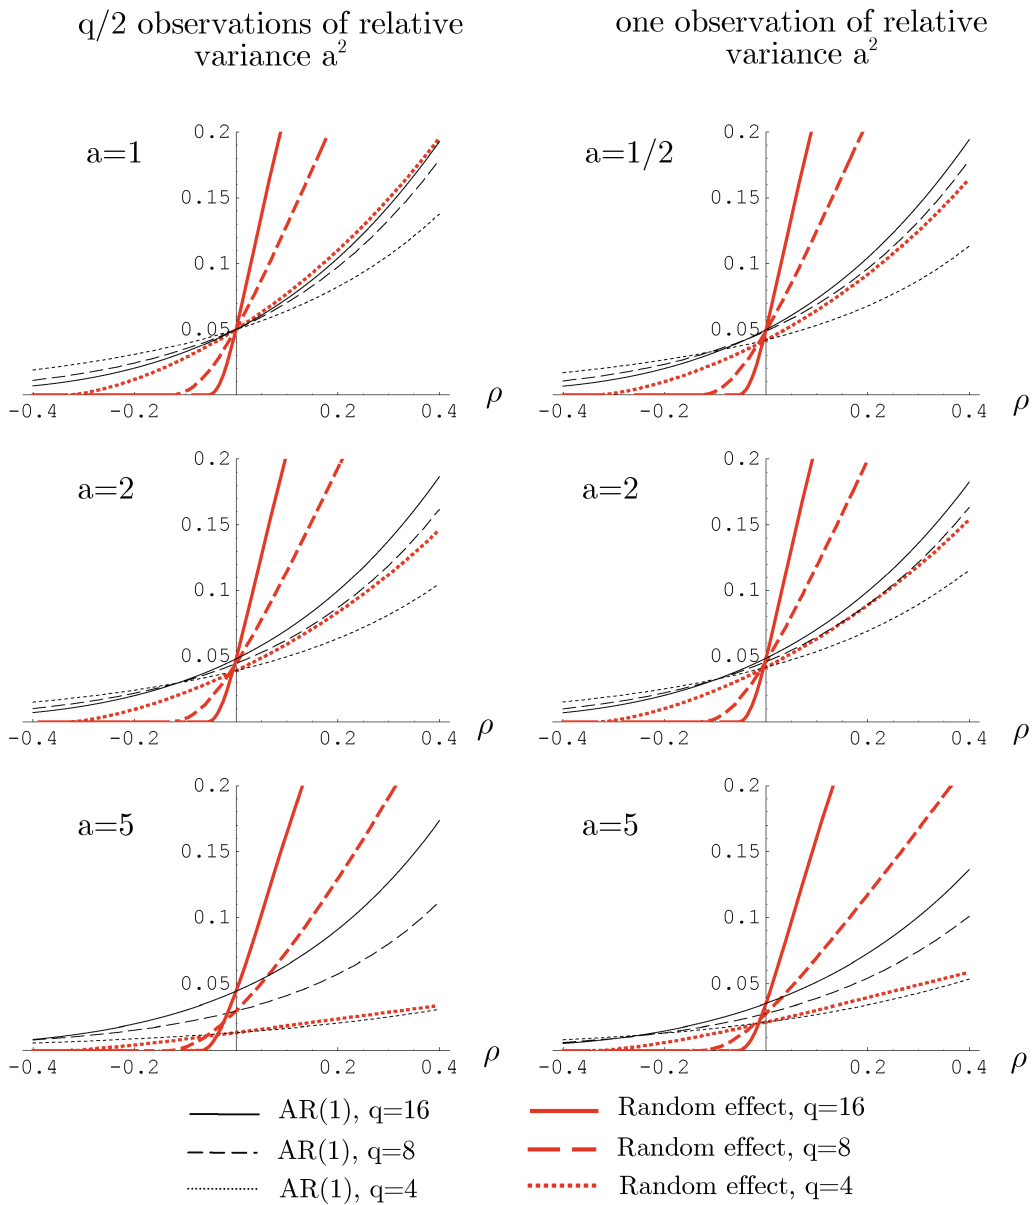 q/2 observations of relative
variance a²
one observation of relative
variance a²
a=1
0.2
0.15
0.1
0.05
-0.4
-0.2
0.2
0.4
ρ
a=1/2
0.2
0.15
0.1
0.05
-0.4
-0.2
0.2
0.4
ρ
a=2
0.2
0.15
0.1
0.05
-0.4
-0.2
0.2
0.4
ρ
a=2
0.2
0.15
0.1
0.05
-0.4
-0.2
0.2
0.4
ρ
a=5
0.2
0.15
0.1
0.05
-0.4
-0.2
0.2
0.4
ρ
a=5
0.2
0.15
0.1
0.05
-0.4
-0.2
0.2
0.4
ρ
AR(1), q=16
AR(1), q=8
AR(1), q=4
Random effect, q=16
Random effect, q=8
Random effect, q=4